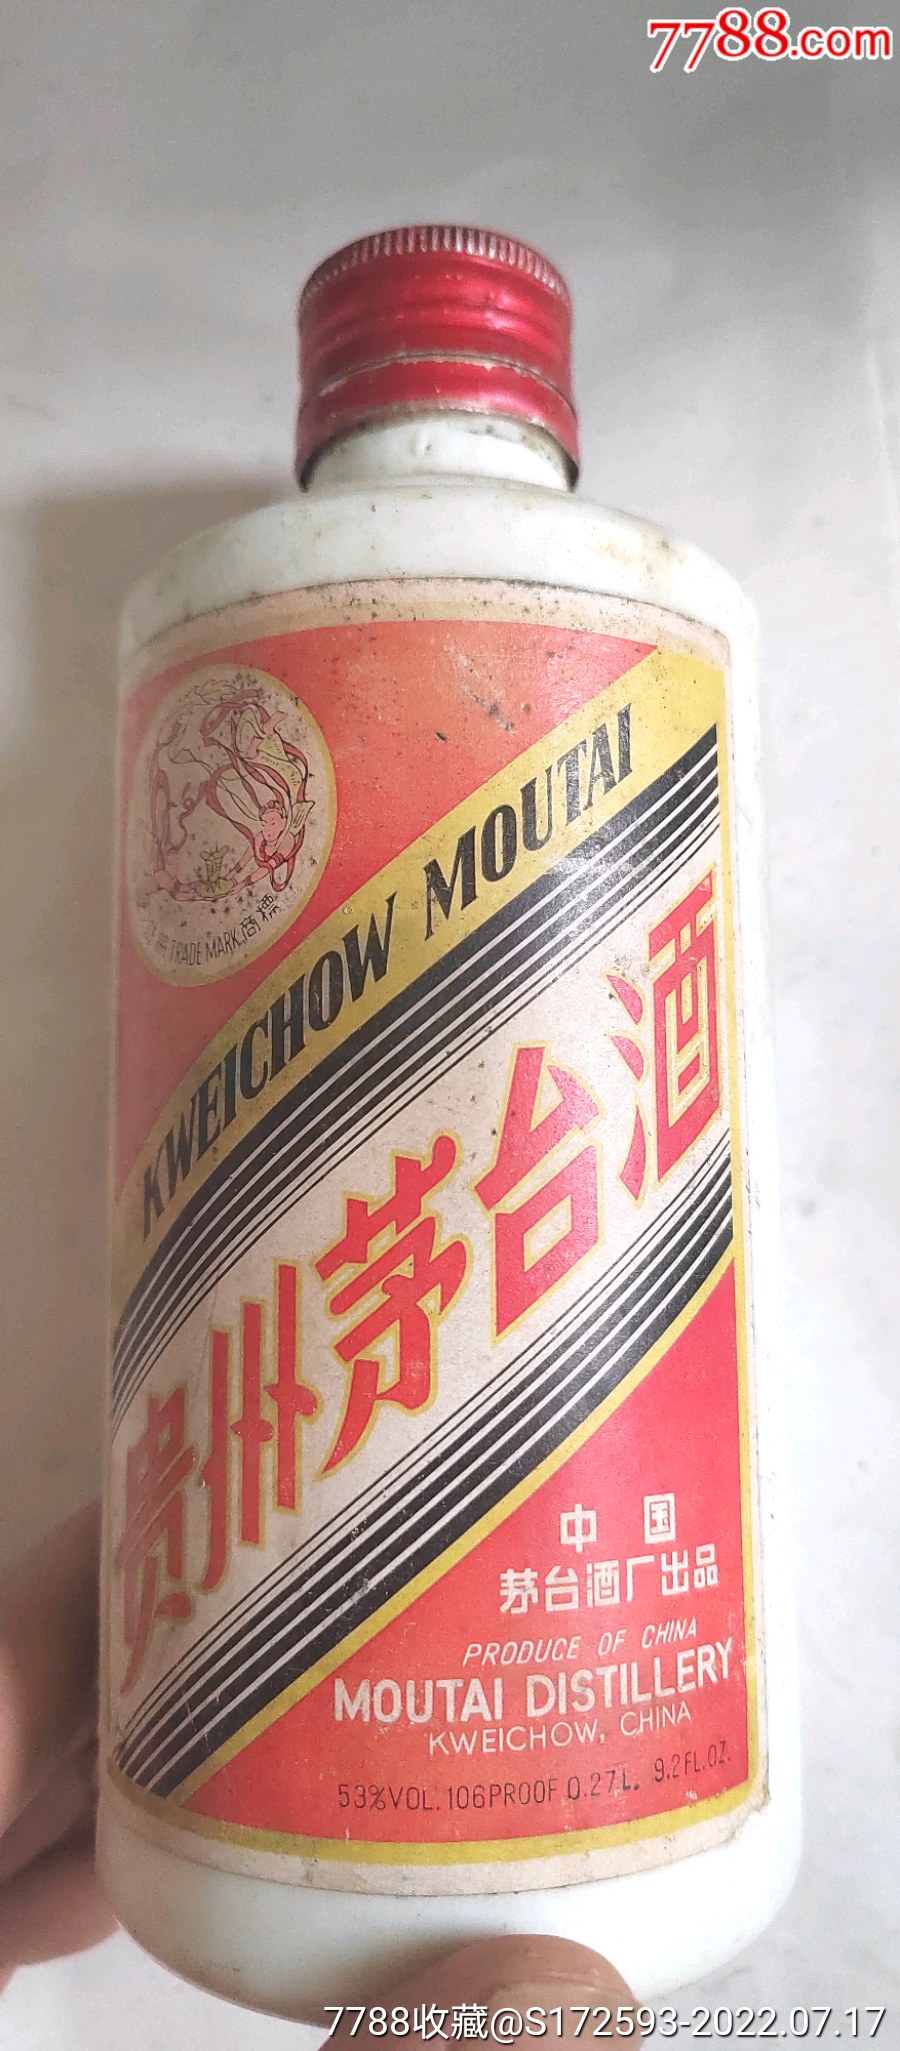 7788.com
TRADE MARK 商標
KWEICHOW MOUTAI
贵州茅台酒
中国
茅台酒厂出品
PRODUCE OF CHINA
MOUTAI DISTILLERY
KWEICHOW, CHINA
53%VOL. 106PROOF 0.27L. 9.2FL.OZ.
7788收藏@S172593-2022.07.17